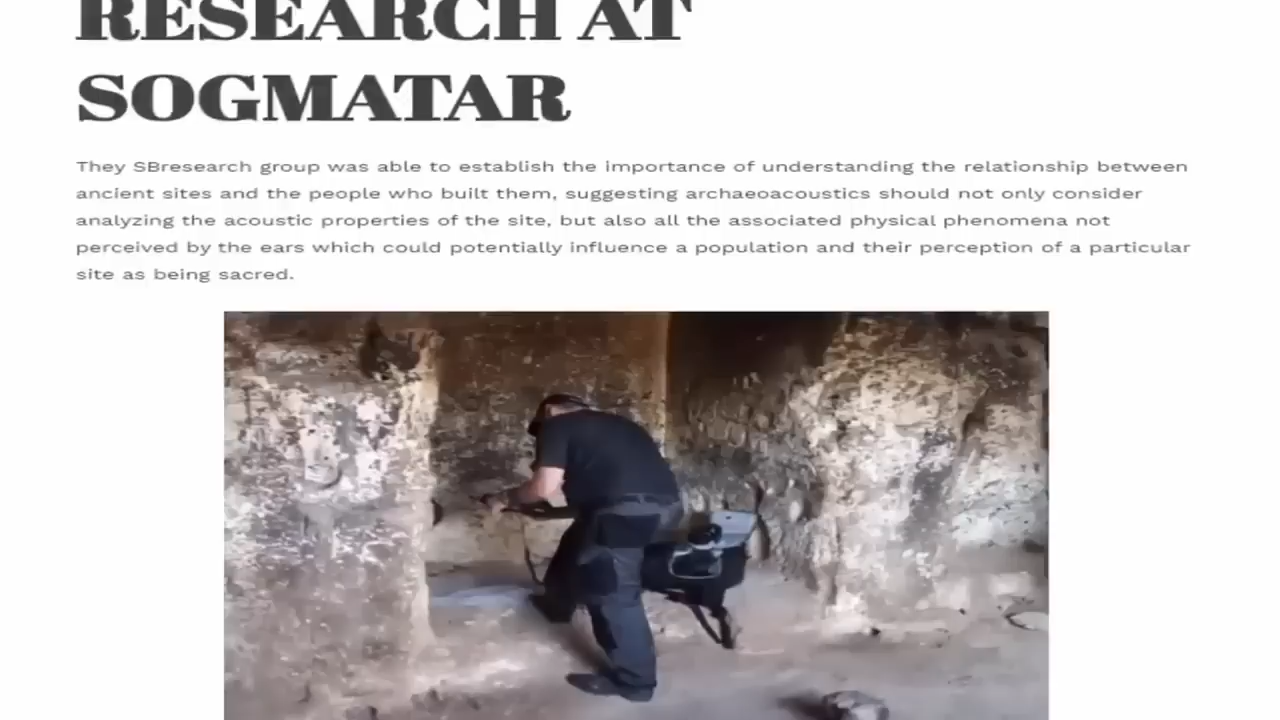 RESEARCH AT
SOGMATAR
They SBresearch group was able to establish the importance of understanding the relationship between
ancient sites and the people who built them, suggesting archaeoacoustics should not only consider
analyzing the acoustic properties of the site, but also all the associated physical phenomena not
perceived by the ears which could potentially influence a population and their perception of a particular
site as being sacred.